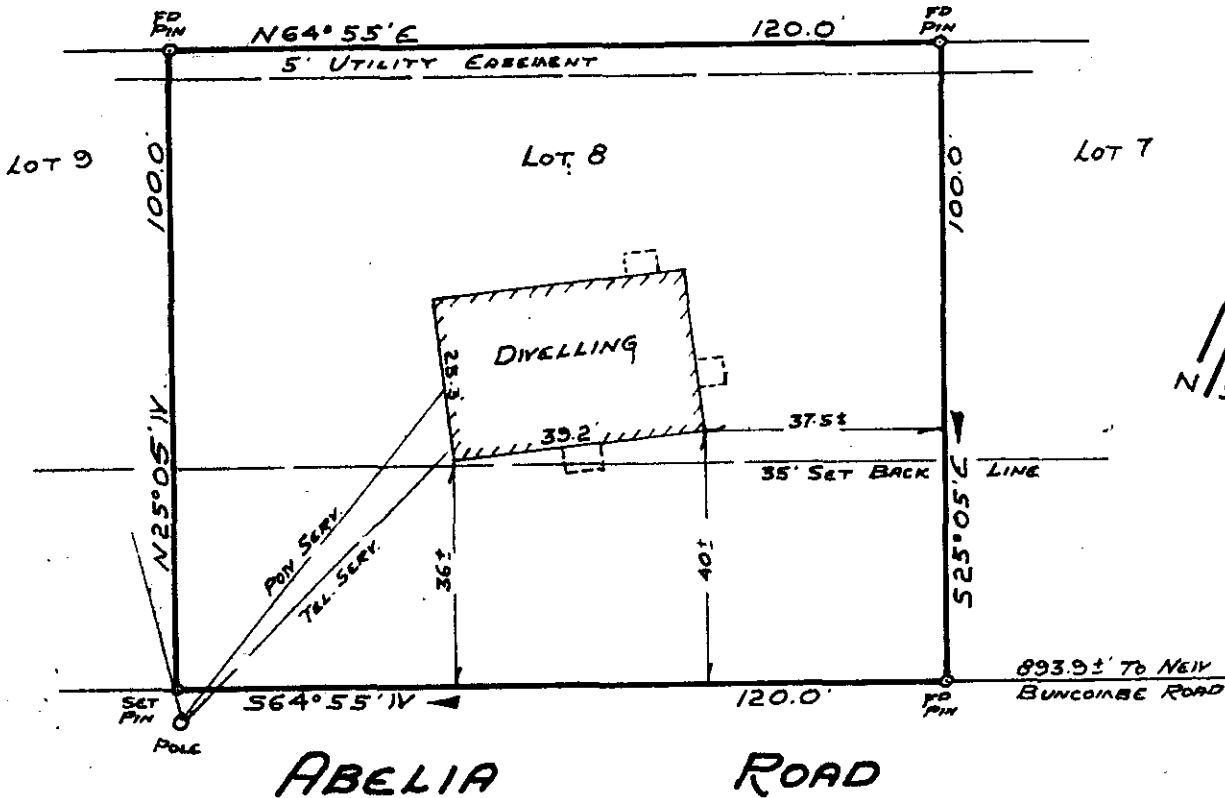 FD PIN
FD PIN
N64°55'E 120.0'
5' UTILITY EASEMENT
LOT 9
LOT 8
LOT 7
100.0'
100.0'
DWELLING
N/S
39.2'
37.5±
35' SET BACK LINE
N25°05'W
POW SERV.
TEL. SERV.
36±
40±
S25°05'E
893.9±' TO NEW
BUNCOMBE ROAD
SET PIN
S64°55'W 120.0'
FD PIN
POLE
ABELIA ROAD